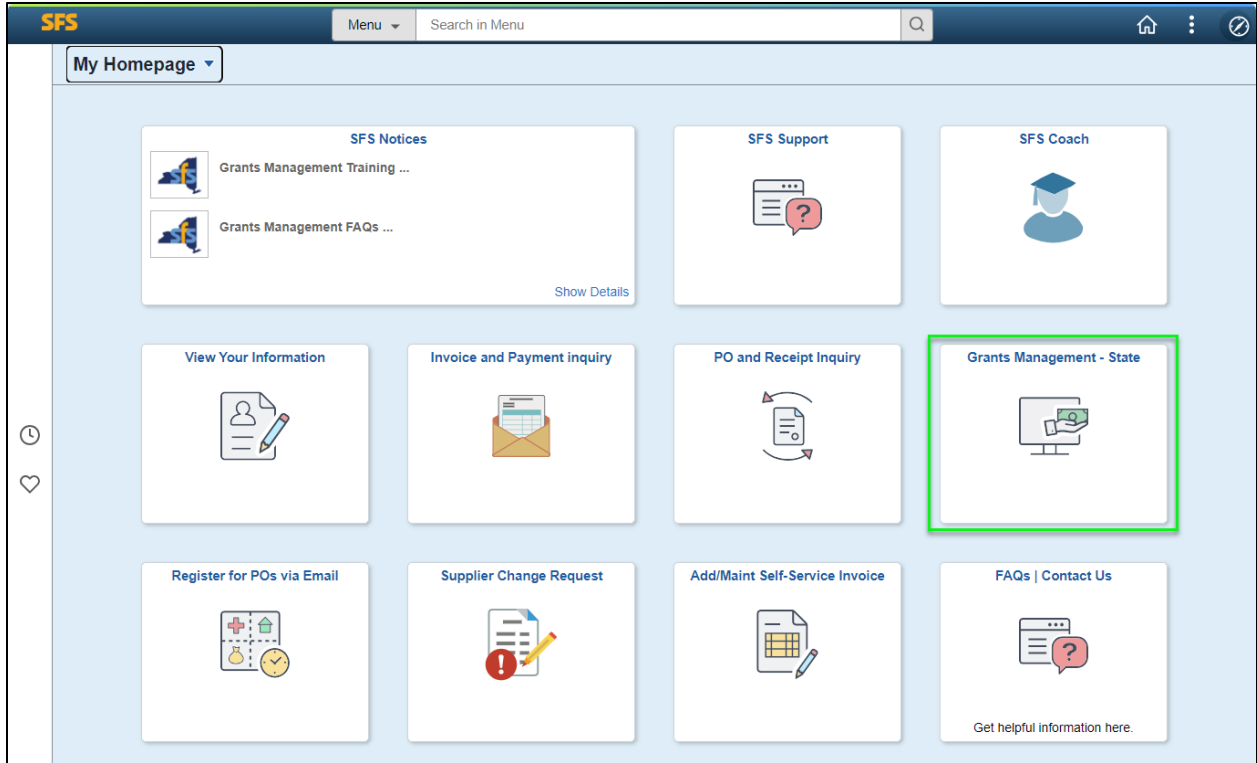 SFS
Menu
Search in Menu
My Homepage
SFS Notices
Grants Management Training ...
Grants Management FAQs ...
Show Details
SFS Support
SFS Coach
View Your Information
Invoice and Payment inquiry
PO and Receipt Inquiry
Grants Management - State
Register for POs via Email
Supplier Change Request
Add/Maint Self-Service Invoice
FAQs | Contact Us
Get helpful information here.
sfs
sfs